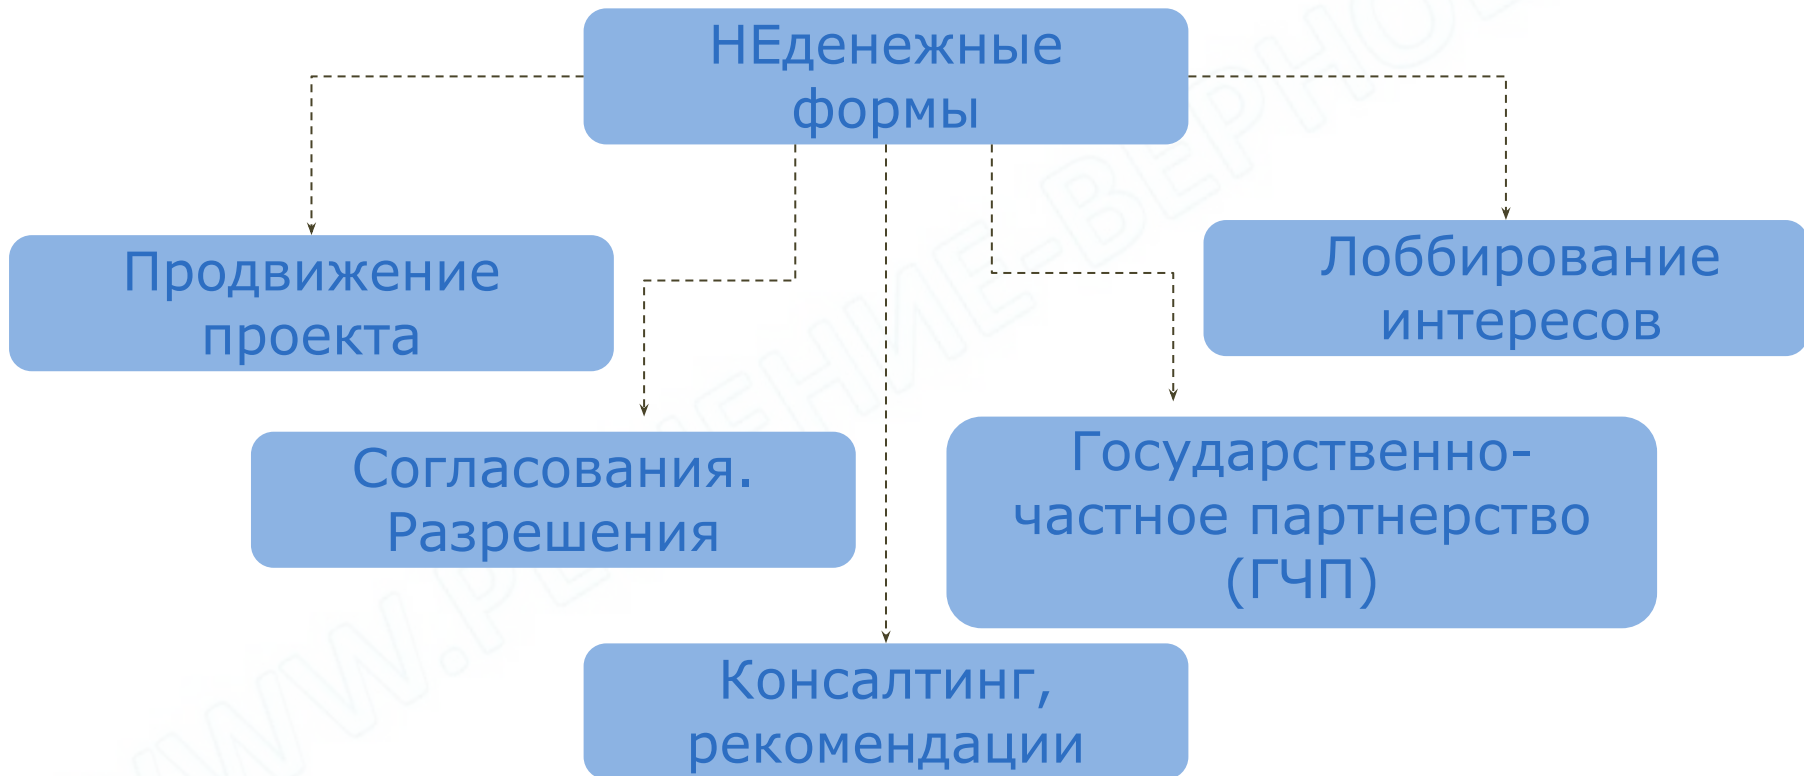 НЕденежные
формы
Продвижение
проекта
Лоббирование
интересов
Согласования.
Разрешения
Государственно-
частное партнерство
(ГЧП)
Консалтинг,
рекомендации